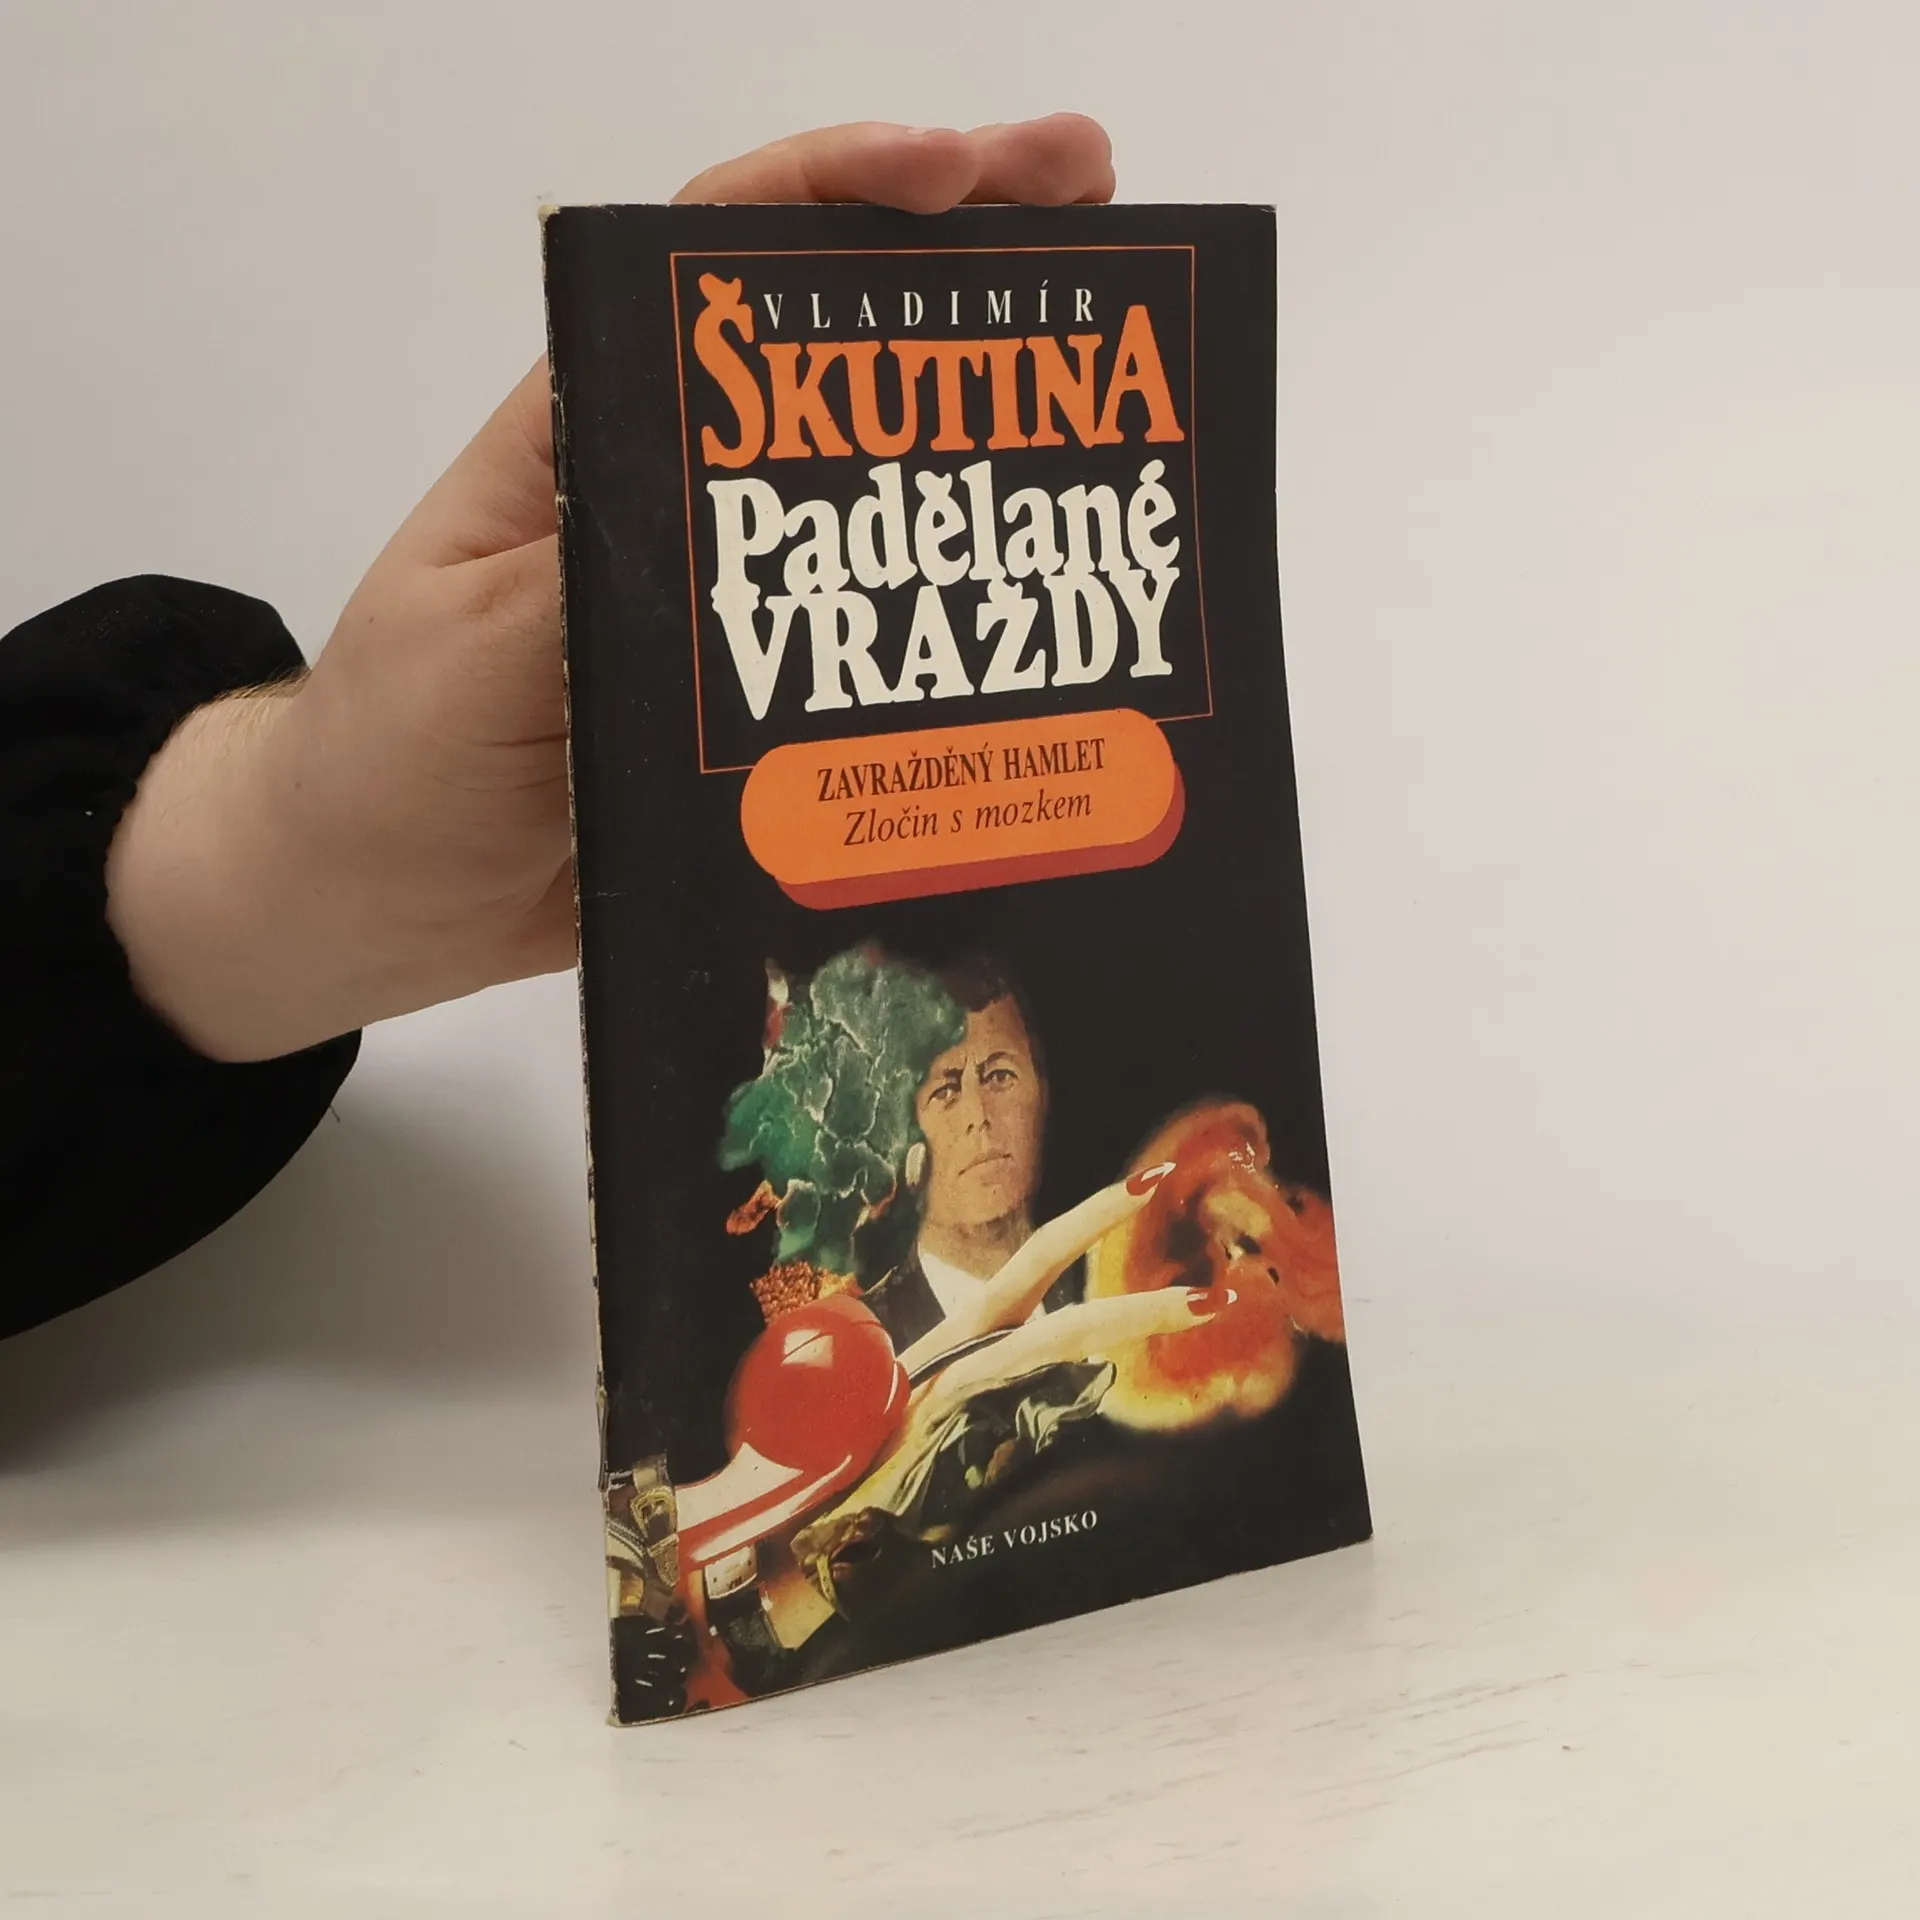 VLADIMÍR
ŠKUTINA
Padělané
VRAŽDY
ZAVRAŽDĚNÝ HAMLET
Zločin s mozkem
NAŠE VOJSKO